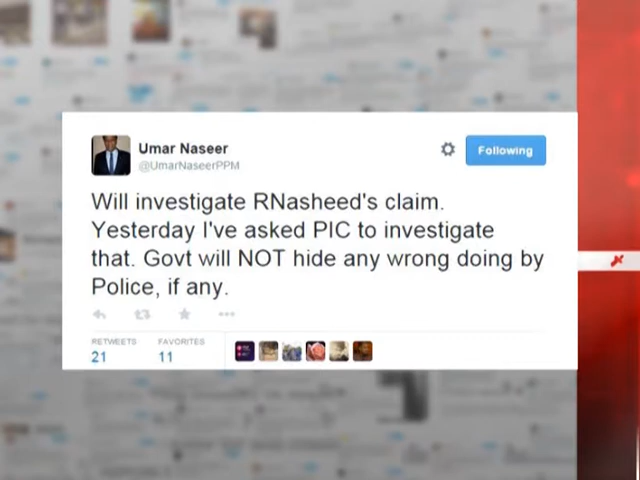 Umar Naseer
@UmarNaseerPPM
Following
Will investigate RNasheed's claim.
Yesterday I've asked PIC to investigate
that. Govt will NOT hide any wrong doing by
Police, if any.
RETWEETS FAVORITES
21 11